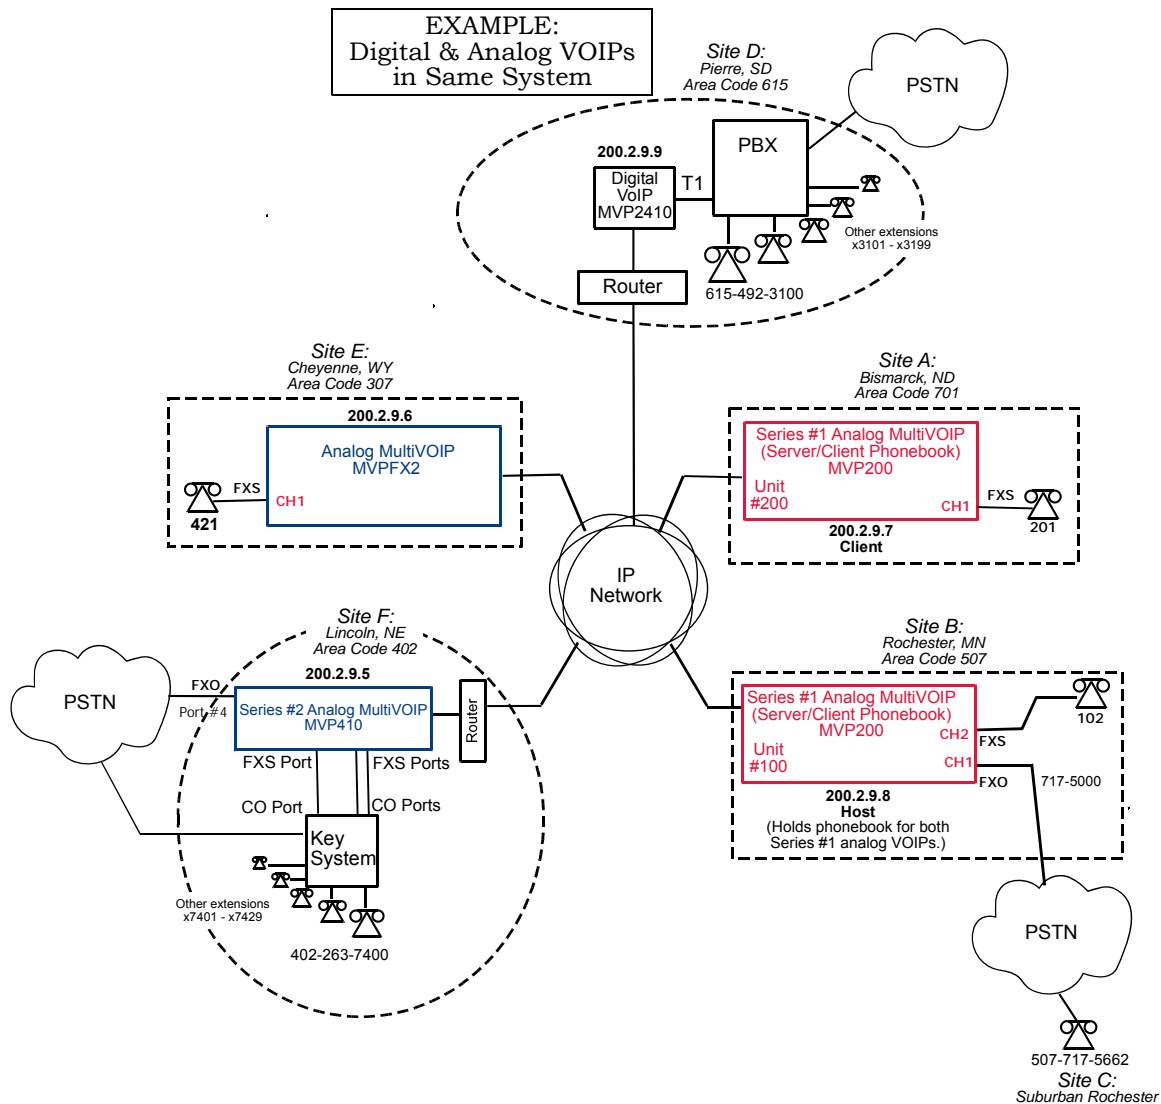 EXAMPLE:
Digital & Analog VOIPs
in Same System
Site D:
Pierre, SD
Area Code 615
PSTN
200.2.9.9
Digital
VoIP
MVP2410
T1
PBX
Other extensions
x3101 - x3199
Router
615-492-3100
Site E:
Cheyenne, WY
Area Code 307
200.2.9.6
Analog MultiVOIP
MVPFX2
FXS
CH1
421
Site A:
Bismarck, ND
Area Code 701
Series #1 Analog MultiVOIP
(Server/Client Phonebook)
MVP200
Unit
#200
CH1
FXS
201
200.2.9.7
Client
IP
Network
Site F:
Lincoln, NE
Area Code 402
200.2.9.5
PSTN
FXO
Port #4
Series #2 Analog MultiVOIP
MVP410
Router
FXS Port
FXS Ports
CO Port
CO Ports
Key
System
Other extensions
x7401 - x7429
402-263-7400
Site B:
Rochester, MN
Area Code 507
Series #1 Analog MultiVOIP
(Server/Client Phonebook)
MVP200
Unit
#100
CH2
FXS
102
CH1
FXO
717-5000
200.2.9.8
Host
(Holds phonebook for both
Series #1 analog VOIPs.)
PSTN
507-717-5662
Site C:
Suburban Rochester